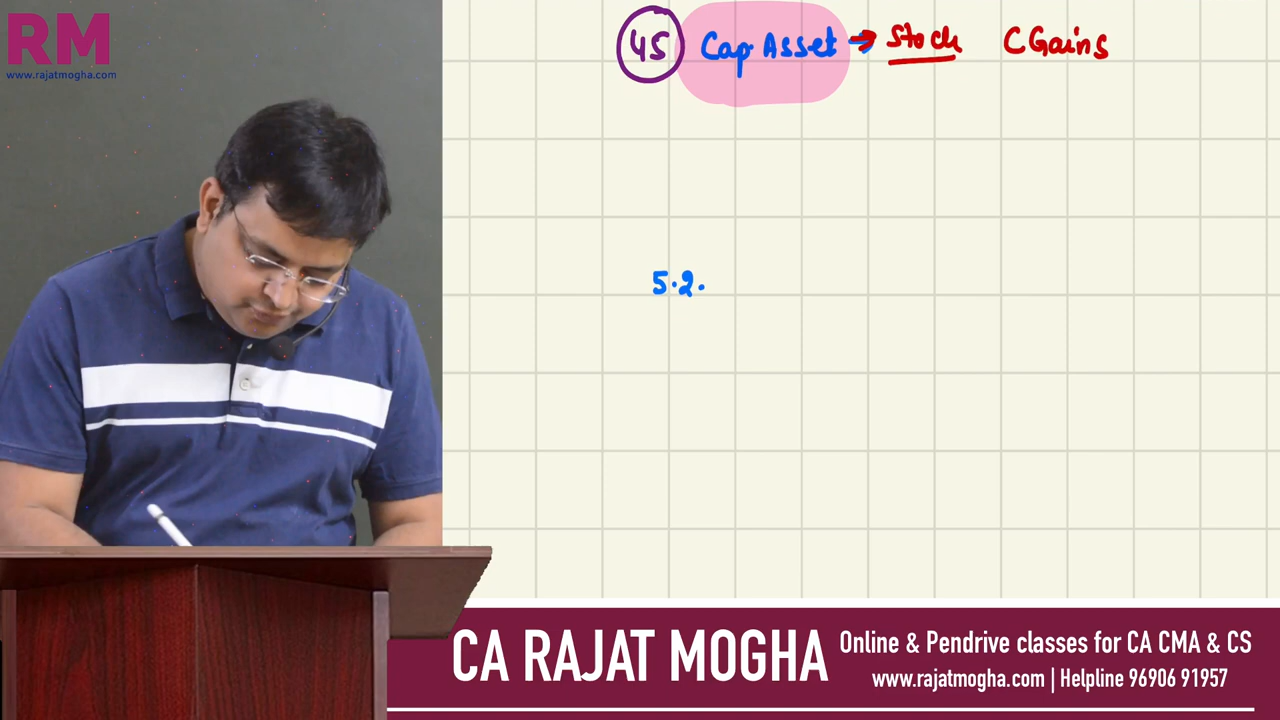 RM
www.rajatmogha.com
45 Cap. Asset → Stock C Gains
5.2.
CA RAJAT MOGHA
Online & Pendrive classes for CA CMA & CS
www.rajatmogha.com | Helpline 96906 91957